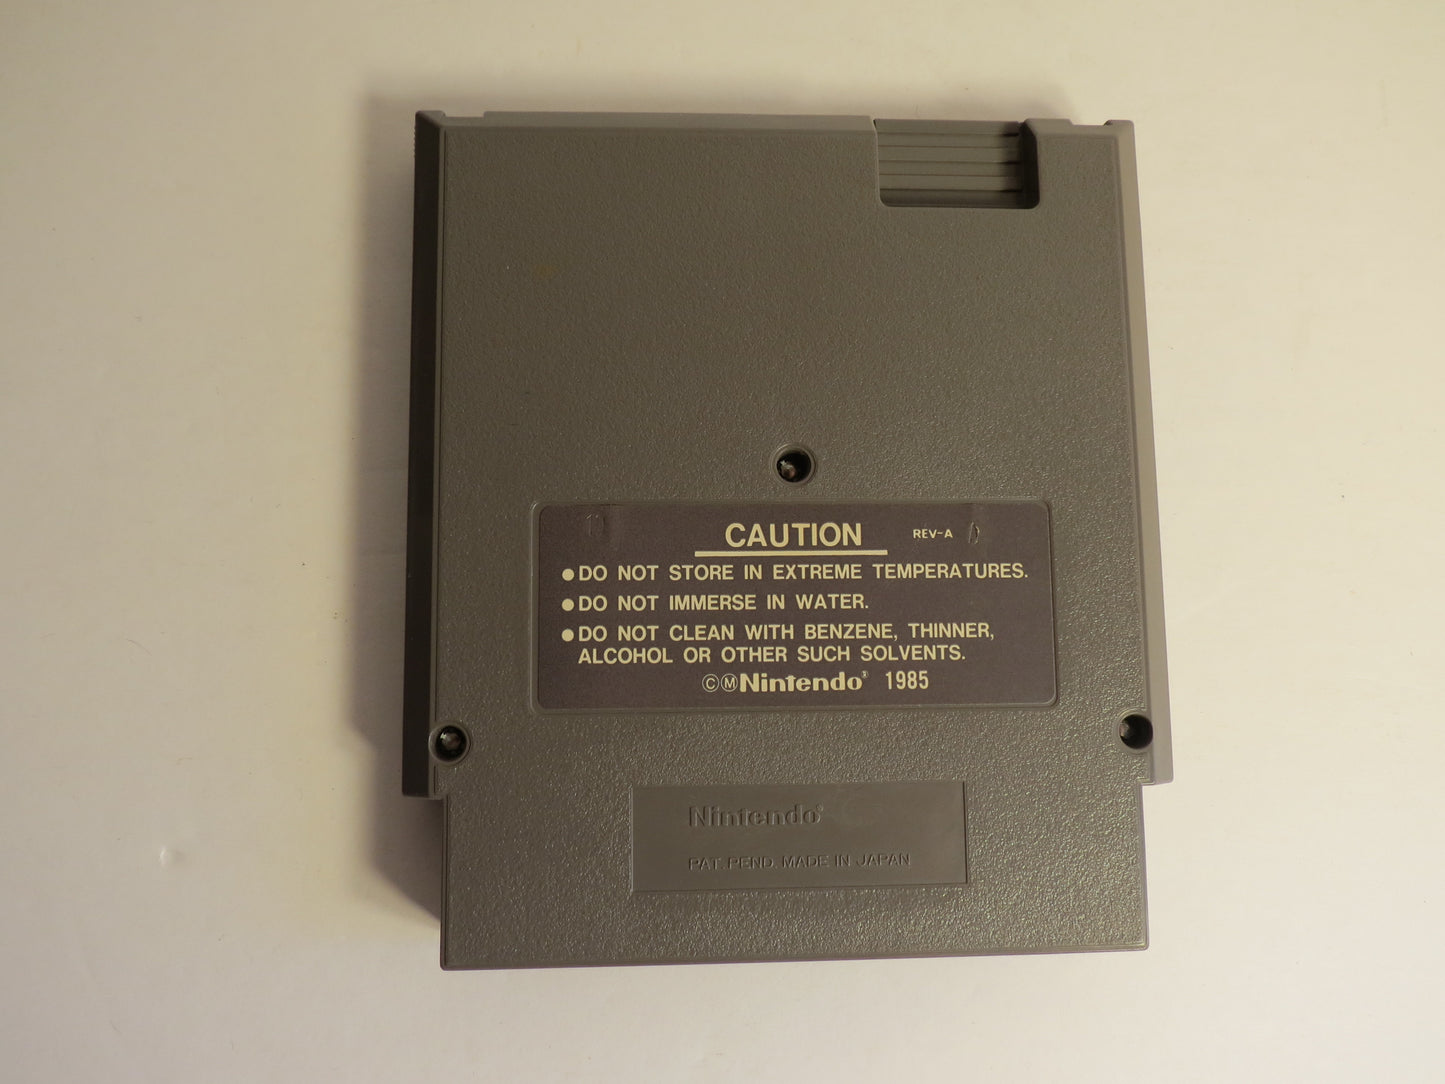 CAUTION REV-A
●DO NOT STORE IN EXTREME TEMPERATURES.
●DO NOT IMMERSE IN WATER.
●DO NOT CLEAN WITH BENZENE, THINNER,
ALCOHOL OR OTHER SUCH SOLVENTS.
©ⓂNintendo® 1985
Nintendo®
PAT. PEND. MADE IN JAPAN